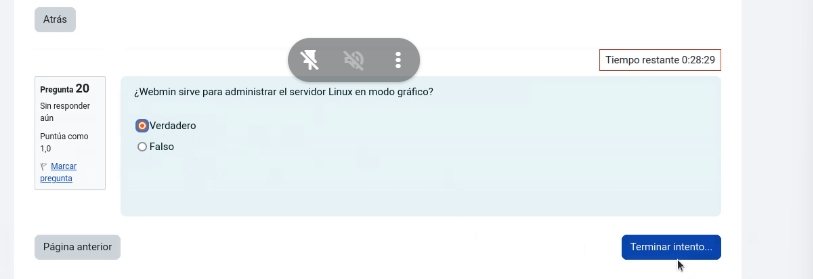 Atrás
Tiempo restante 0:28:29
Pregunta 20
Sin responder
aún
Puntúa como
1,0
Marcar
pregunta
¿Webmin sirve para administrar el servidor Linux en modo gráfico?
Verdadero
Falso
Página anterior
Terminar intento...